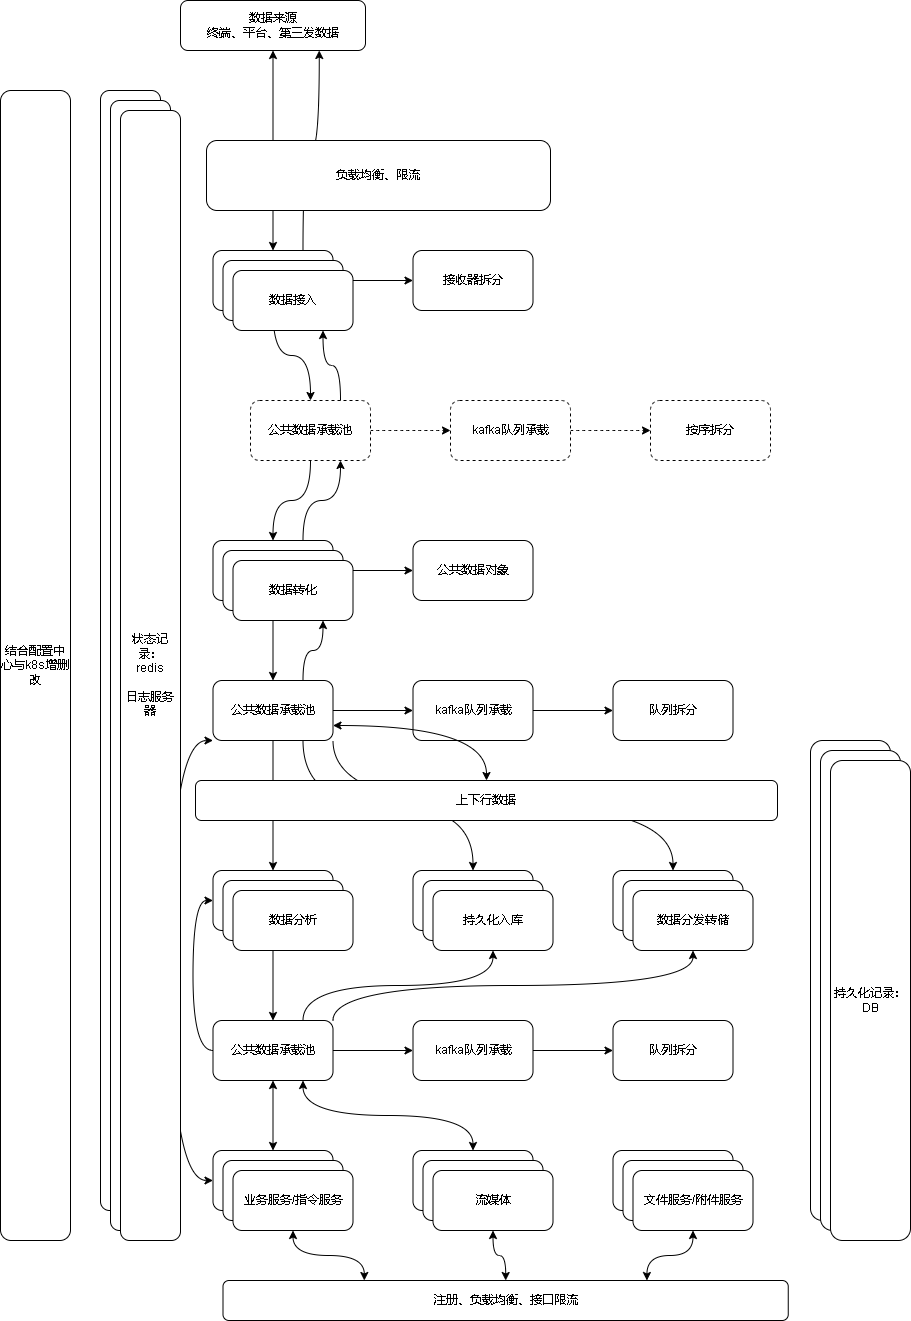 数据来源
终端、平台、第三发数据
负载均衡、限流
数据接入
接收器拆分
公共数据承载池
kafka队列承载
按序拆分
数据转化
公共数据对象
结合配置中
心与k8s增删
改
状态记
录：
redis
日志服务
器
公共数据承载池
kafka队列承载
队列拆分
上下行数据
数据分析
持久化入库
数据分发转储
持久化记录：
DB
公共数据承载池
kafka队列承载
队列拆分
业务服务/指令服务
流媒体
文件服务/附件服务
注册、负载均衡、接口限流